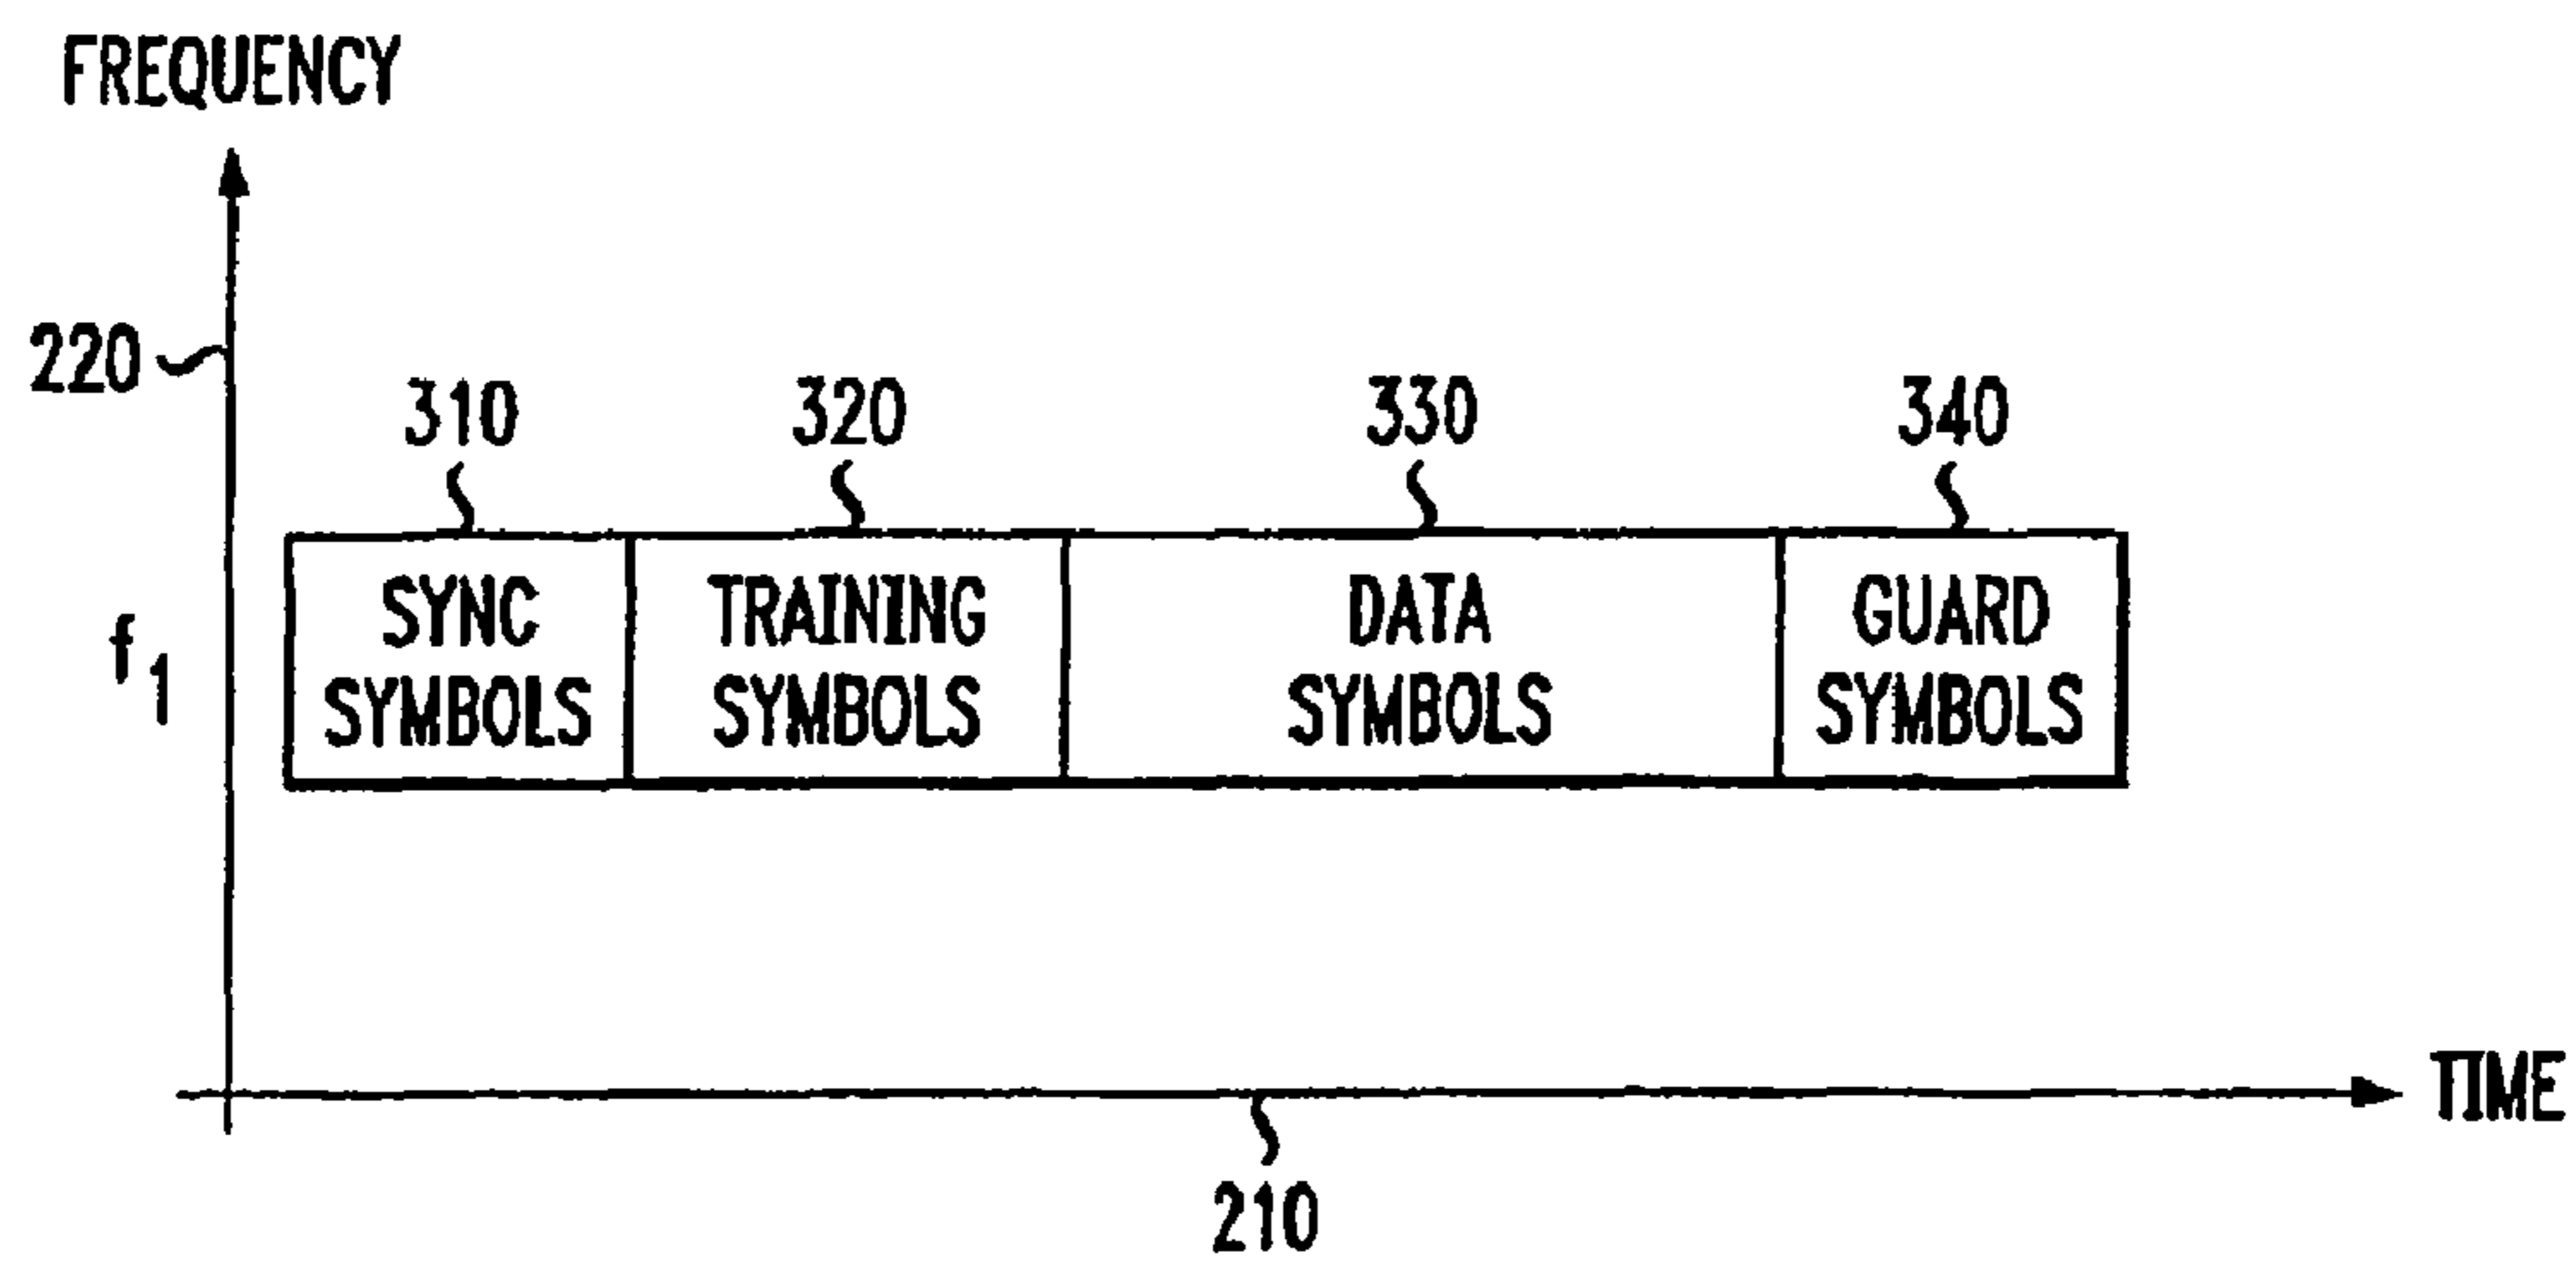 FREQUENCY
220
310
320
330
340
SYNC
SYMBOLS
TRAINING
SYMBOLS
DATA
SYMBOLS
GUARD
SYMBOLS
f1
TIME
210